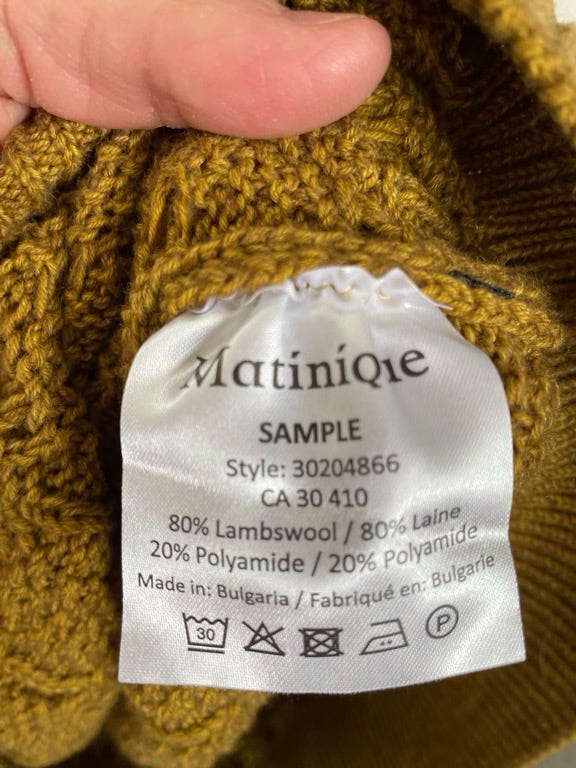 MatiniQue
SAMPLE
Style: 30204866
CA 30 410
80% Lambswool / 80% Laine
20% Polyamide / 20% Polyamide
Made in: Bulgaria / Fabriqué en: Bulgarie
30 P